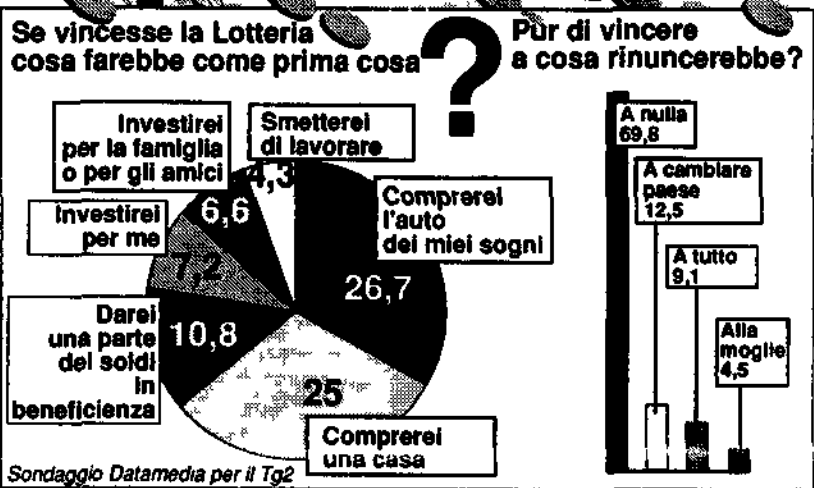 Se vincesse la Lotteria
cosa farebbe come prima cosa
?
Investirei
per la famiglia
o per gli amici
6,6
Smetterei
di lavorare
4,3
Comprerei
l'auto
dei miei sogni
26,7
Investirei
per me
7,2
Darei
una parte
dei soldi
in
beneficienza
10,8
25
Comprerei
una casa
Sondaggio Datamedia per il Tg2
Pur di vincere
a cosa rinuncerebbe?
A nulla
69,8
A cambiare
paese
12,5
A tutto
9,1
Alla
moglie
4,5